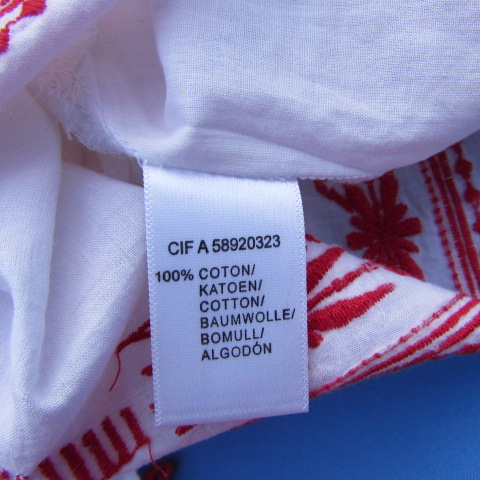 CIF A 58920323
100% COTON/
KATOEN/
COTTON/
BAUMWOLLE/
BOMULL/
ALGODÓN